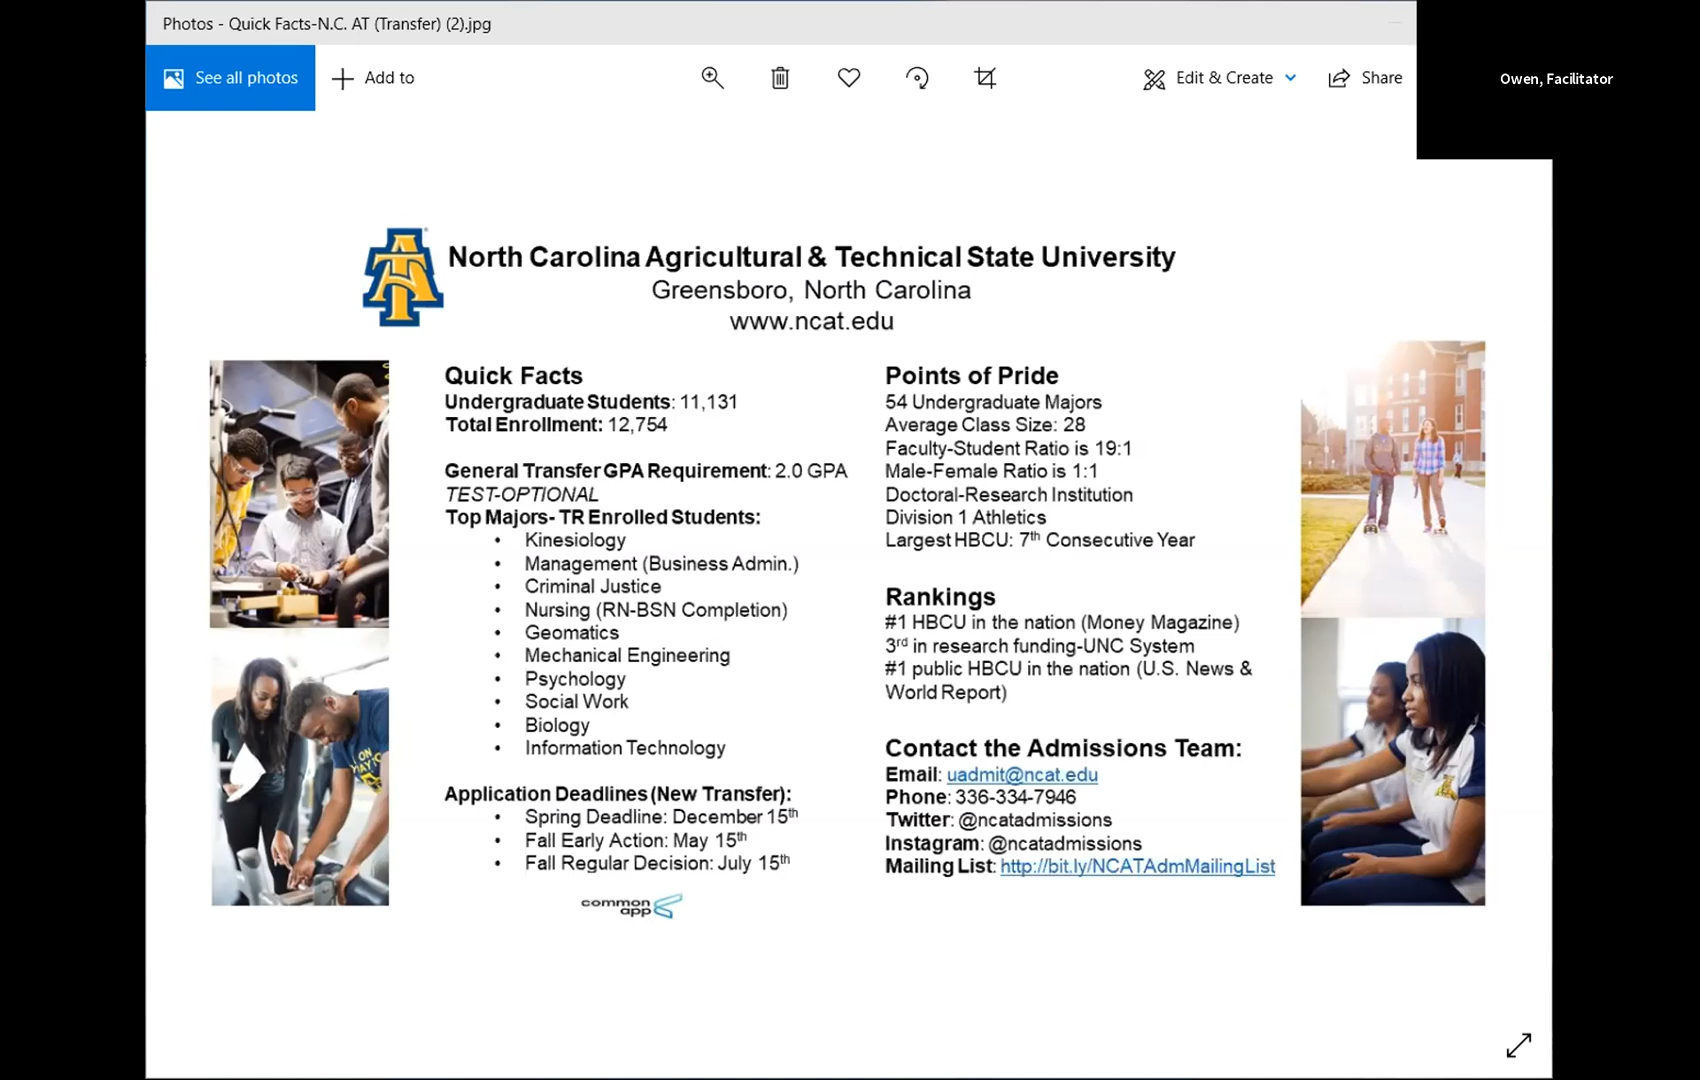 Photos - Quick Facts-N.C. AT (Transfer) (2).jpg
See all photos
Add to
Edit & Create
Share
Owen, Facilitator
North Carolina Agricultural & Technical State University
Greensboro, North Carolina
www.ncat.edu
Quick Facts
Undergraduate Students: 11,131
Total Enrollment: 12,754
General Transfer GPA Requirement: 2.0 GPA
TEST-OPTIONAL
Top Majors- TR Enrolled Students:
• Kinesiology
• Management (Business Admin.)
• Criminal Justice
• Nursing (RN-BSN Completion)
• Geomatics
• Mechanical Engineering
• Psychology
• Social Work
• Biology
• Information Technology
Application Deadlines (New Transfer):
• Spring Deadline: December 15th
• Fall Early Action: May 15th
• Fall Regular Decision: July 15th
common
app
Points of Pride
54 Undergraduate Majors
Average Class Size: 28
Faculty-Student Ratio is 19:1
Male-Female Ratio is 1:1
Doctoral-Research Institution
Division 1 Athletics
Largest HBCU: 7th Consecutive Year
Rankings
#1 HBCU in the nation (Money Magazine)
3rd in research funding-UNC System
#1 public HBCU in the nation (U.S. News &
World Report)
Contact the Admissions Team:
Email: uadmit@ncat.edu
Phone: 336-334-7946
Twitter: @ncatadmissions
Instagram: @ncatadmissions
Mailing List: http://bit.ly/NCATAdmMailingList